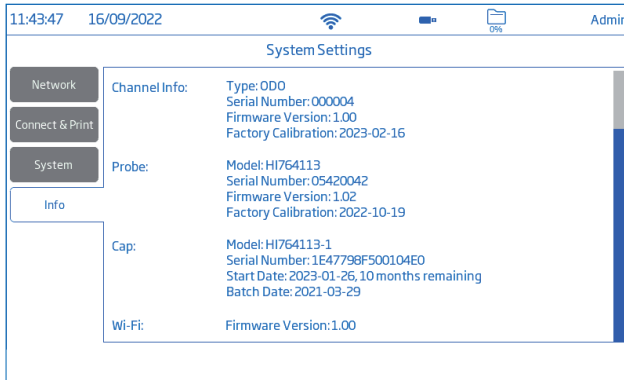 11:43:47 16/09/2022 0% Admin
System Settings
Network
Connect & Print
System
Info
Channel Info: Type: ODO
Serial Number: 000004
Firmware Version: 1.00
Factory Calibration: 2023-02-16
Probe: Model: HI764113
Serial Number: 05420042
Firmware Version: 1.02
Factory Calibration: 2022-10-19
Cap: Model: HI764113-1
Serial Number: 1E47798F500104E0
Start Date: 2023-01-26, 10 months remaining
Batch Date: 2021-03-29
Wi-Fi: Firmware Version: 1.00